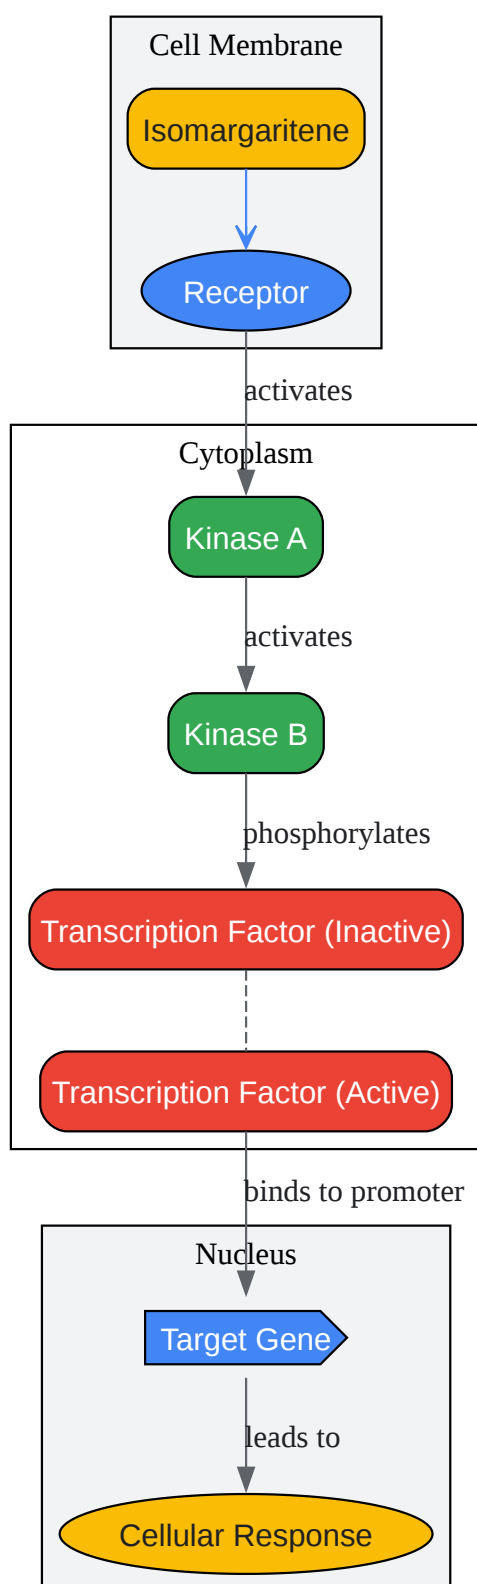 Cell Membrane
Isomargaritene
Receptor
activates
Cytoplasm
Kinase A
activates
Kinase B
phosphorylates
Transcription Factor (Inactive)
Transcription Factor (Active)
binds to promoter
Nucleus
Target Gene
leads to
Cellular Response